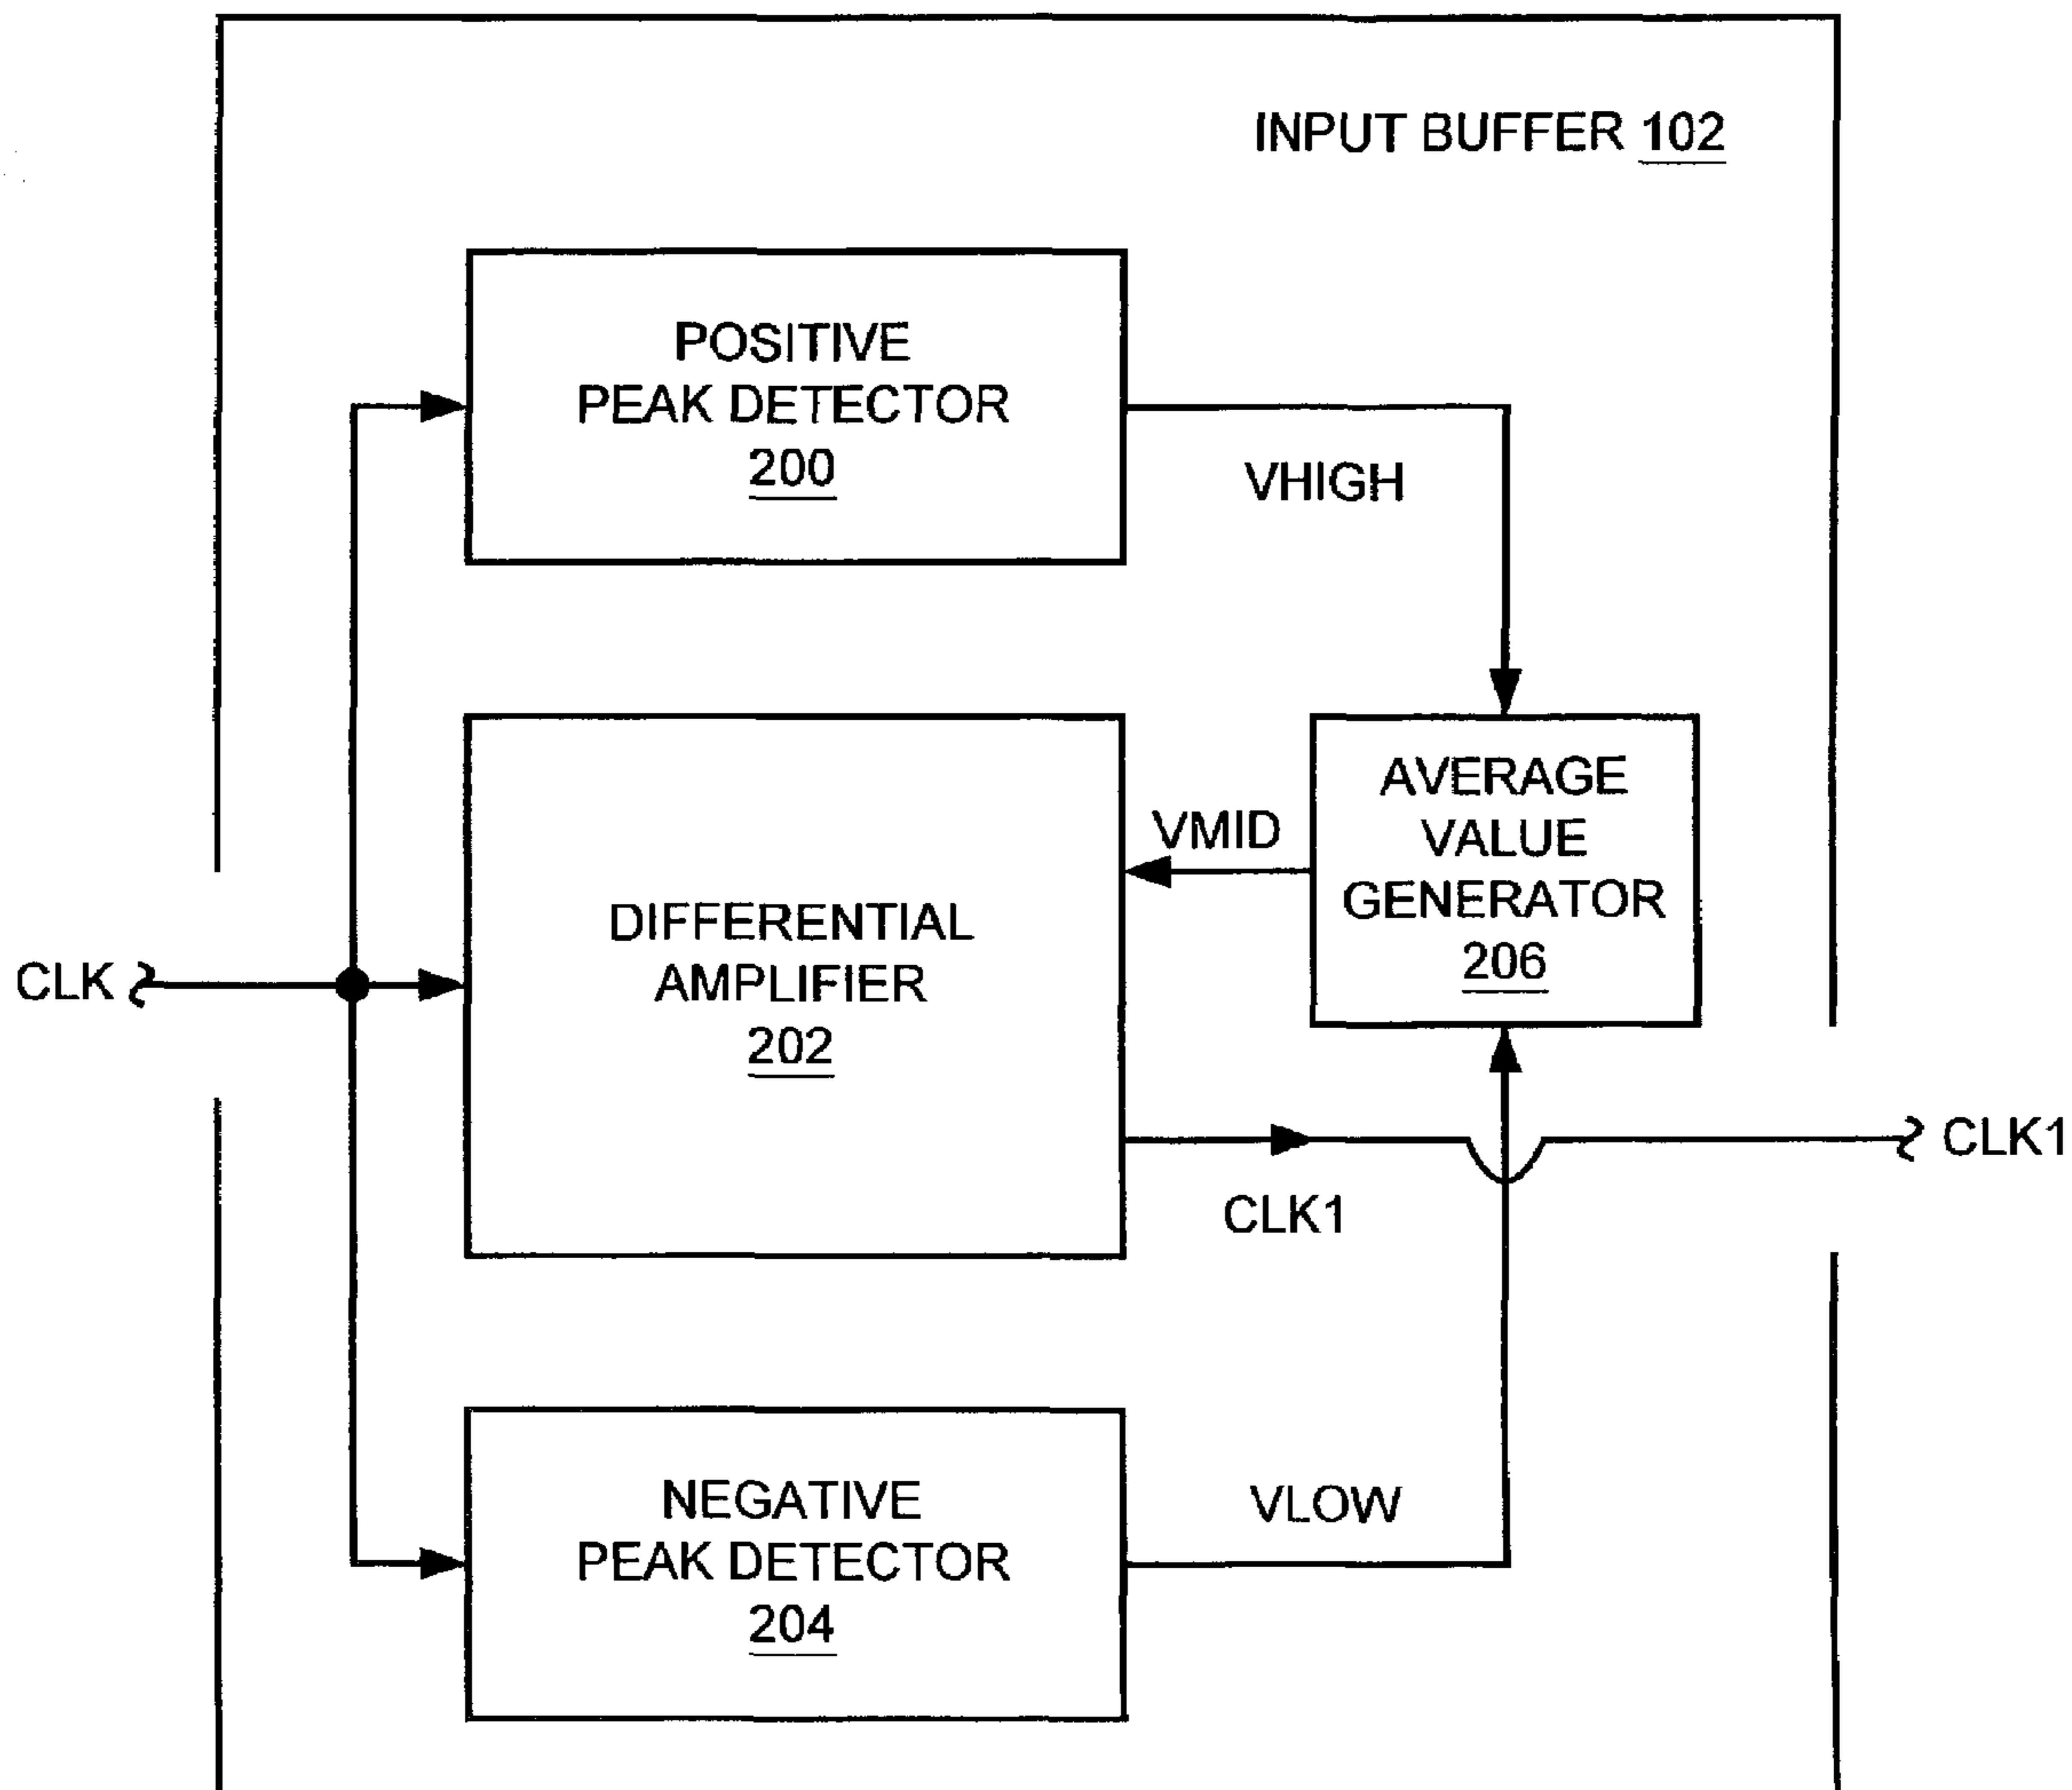 INPUT BUFFER 102
POSITIVE
PEAK DETECTOR
200
VHIGH
AVERAGE
VALUE
GENERATOR
206
VMID
DIFFERENTIAL
AMPLIFIER
202
CLK
CLK1
CLK1
NEGATIVE
PEAK DETECTOR
204
VLOW